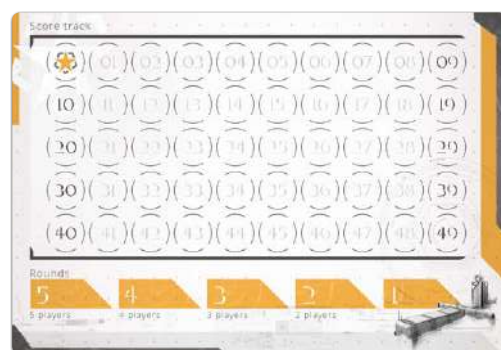 Score track
01 02 03 04 05 06 07 08 09
10 11 12 13 14 15 16 17 18 19
20 21 22 23 24 25 26 27 28 29
30 31 32 33 34 35 36 37 38 39
40 41 42 43 44 45 46 47 48 49
Rounds
5 4 3 2 1
5 players 4 players 3 players 2 players